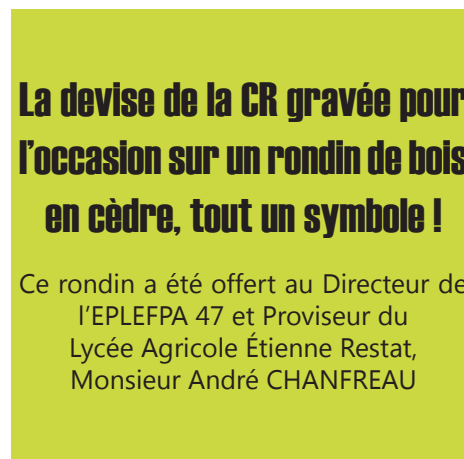 La devise de la CR gravée pour
l'occasion sur un rondin de bois
en cèdre, tout un symbole !
Ce rondin a été offert au Directeur de
l'EPLEFPA 47 et Proviseur du
Lycée Agricole Étienne Restat,
Monsieur André CHANFREAU